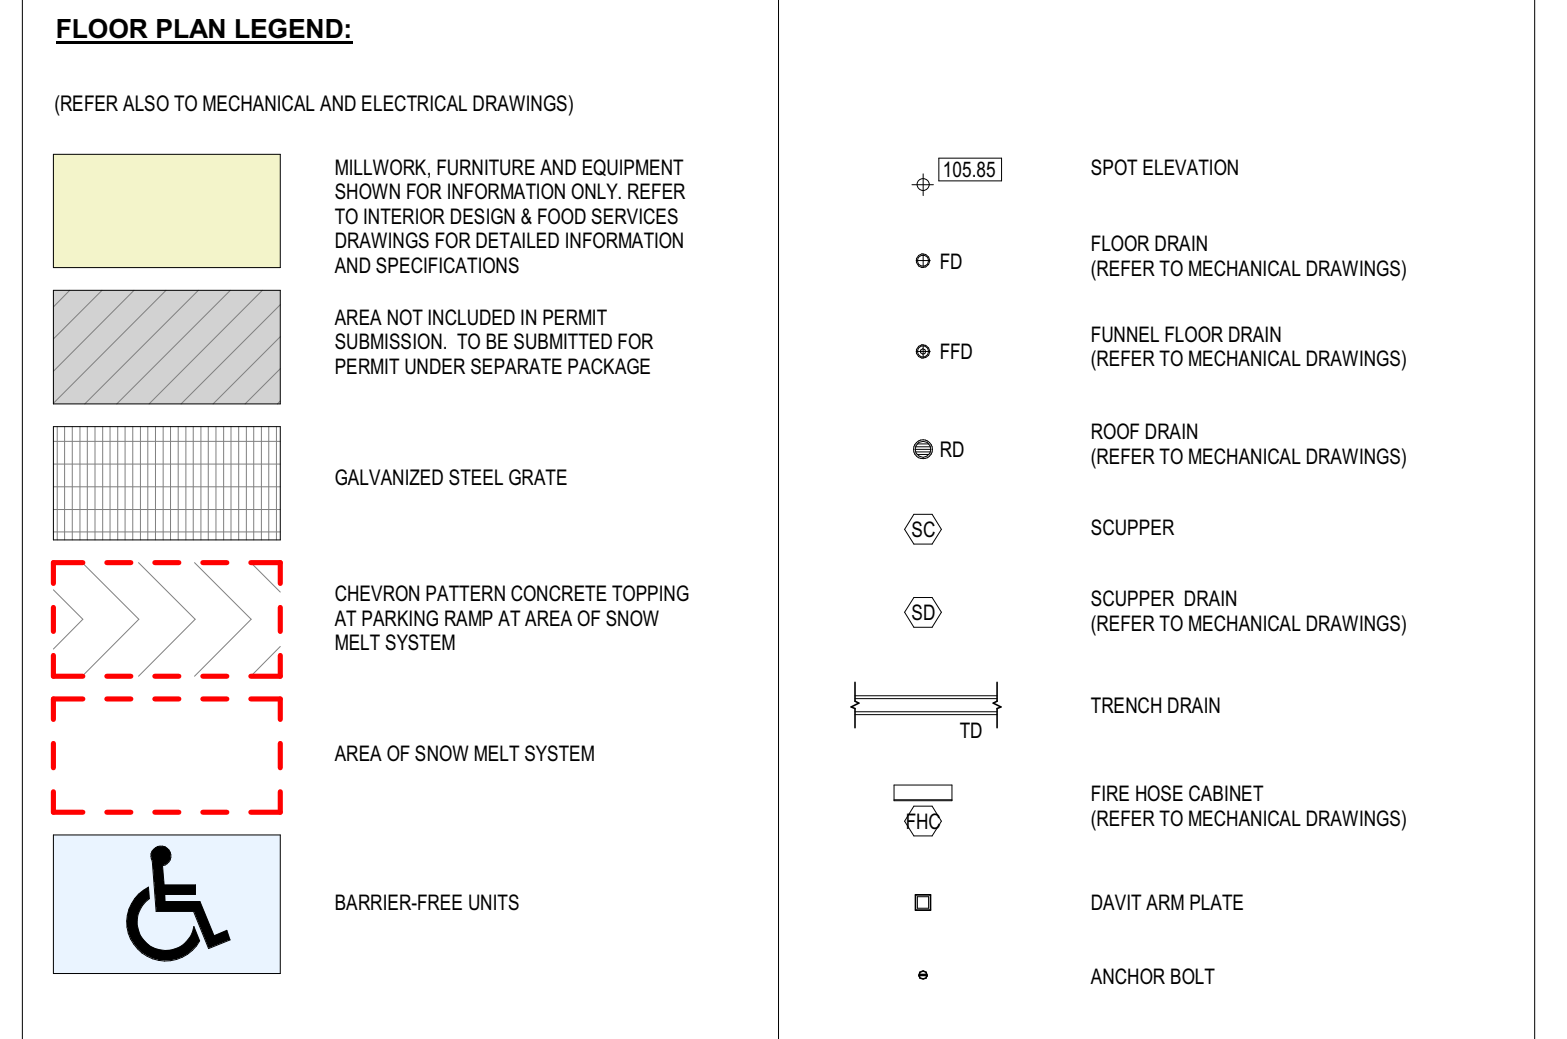 FLOOR PLAN LEGEND:
(REFER ALSO TO MECHANICAL AND ELECTRICAL DRAWINGS)
MILLWORK, FURNITURE AND EQUIPMENT
SHOWN FOR INFORMATION ONLY. REFER
TO INTERIOR DESIGN & FOOD SERVICES
DRAWINGS FOR DETAILED INFORMATION
AND SPECIFICATIONS
AREA NOT INCLUDED IN PERMIT
SUBMISSION. TO BE SUBMITTED FOR
PERMIT UNDER SEPARATE PACKAGE
GALVANIZED STEEL GRATE
CHEVRON PATTERN CONCRETE TOPPING
AT PARKING RAMP AT AREA OF SNOW
MELT SYSTEM
AREA OF SNOW MELT SYSTEM
BARRIER-FREE UNITS
105.85
SPOT ELEVATION
FD
FLOOR DRAIN
(REFER TO MECHANICAL DRAWINGS)
FFD
FUNNEL FLOOR DRAIN
(REFER TO MECHANICAL DRAWINGS)
RD
ROOF DRAIN
(REFER TO MECHANICAL DRAWINGS)
SC
SCUPPER
SD
SCUPPER DRAIN
(REFER TO MECHANICAL DRAWINGS)
TD
TRENCH DRAIN
FHC
FIRE HOSE CABINET
(REFER TO MECHANICAL DRAWINGS)
DAVIT ARM PLATE
ANCHOR BOLT